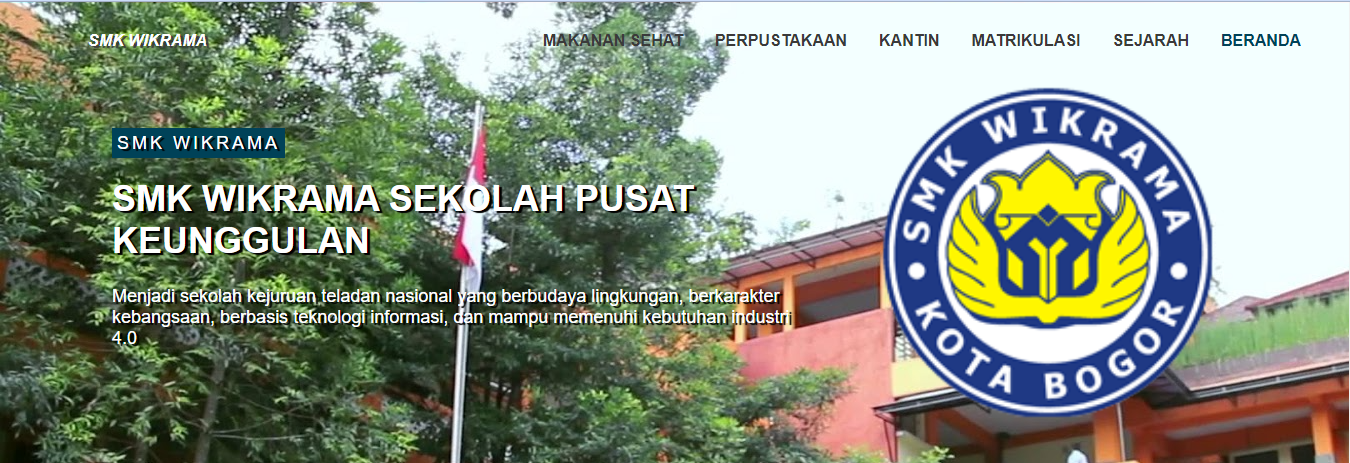 SMK WIKRAMA
MAKANAN SEHAT PERPUSTAKAAN KANTIN MATRIKULASI SEJARAH BERANDA
SMK WIKRAMA
SMK WIKRAMA SEKOLAH PUSAT
KEUNGGULAN
Menjadi sekolah kejuruan teladan nasional yang berbudaya lingkungan, berkarakter
kebangsaan, berbasis teknologi informasi, dan mampu memenuhi kebutuhan industri
4.0
SMK WIKRAMA
KOTA BOGOR